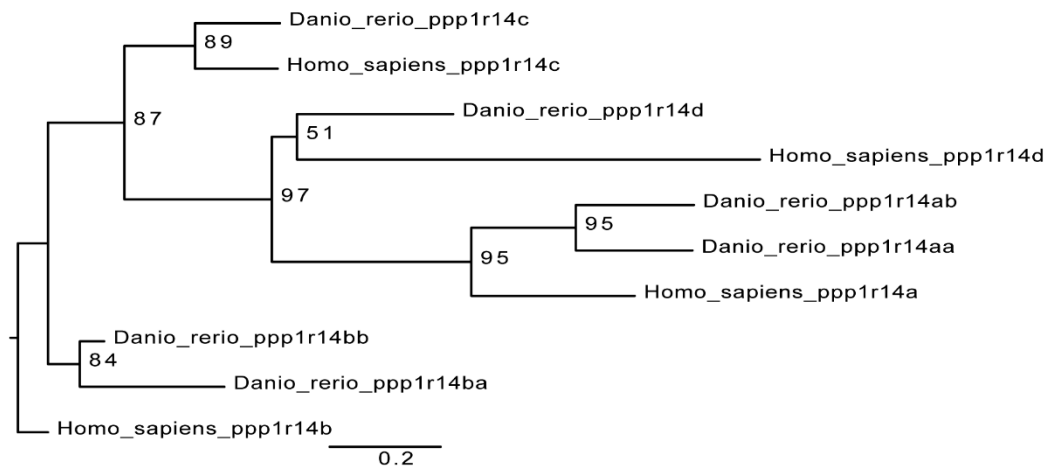 Danio_rerio_ppp1r14c
89
Homo_sapiens_ppp1r14c
87
Danio_rerio_ppp1r14d
51
Homo_sapiens_ppp1r14d
97
Danio_rerio_ppp1r14ab
95
Danio_rerio_ppp1r14aa
95
Homo_sapiens_ppp1r14a
Danio_rerio_ppp1r14bb
84
Danio_rerio_ppp1r14ba
Homo_sapiens_ppp1r14b
0.2